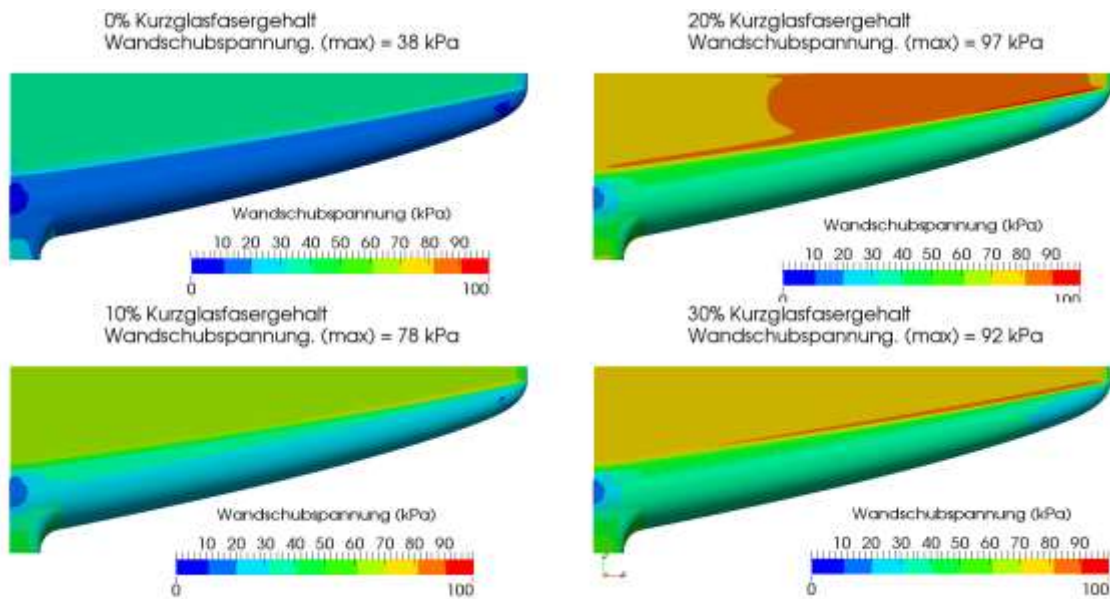 0% Kurzglasfasergehalt
Wandschubspannung. (max) = 38 kPa
Wandschubspannung (kPa)
10 20 30 40 50 60 70 80 90
0 100
20% Kurzglasfasergehalt
Wandschubspannung. (max) = 97 kPa
Wandschubspannung (kPa)
10 20 30 40 50 60 70 80 90
0 100
10% Kurzglasfasergehalt
Wandschubspannung. (max) = 78 kPa
Wandschubspannung (kPa)
10 20 30 40 50 60 70 80 90
0 100
30% Kurzglasfasergehalt
Wandschubspannung. (max) = 92 kPa
Wandschubspannung (kPa)
10 20 30 40 50 60 70 80 90
0 100